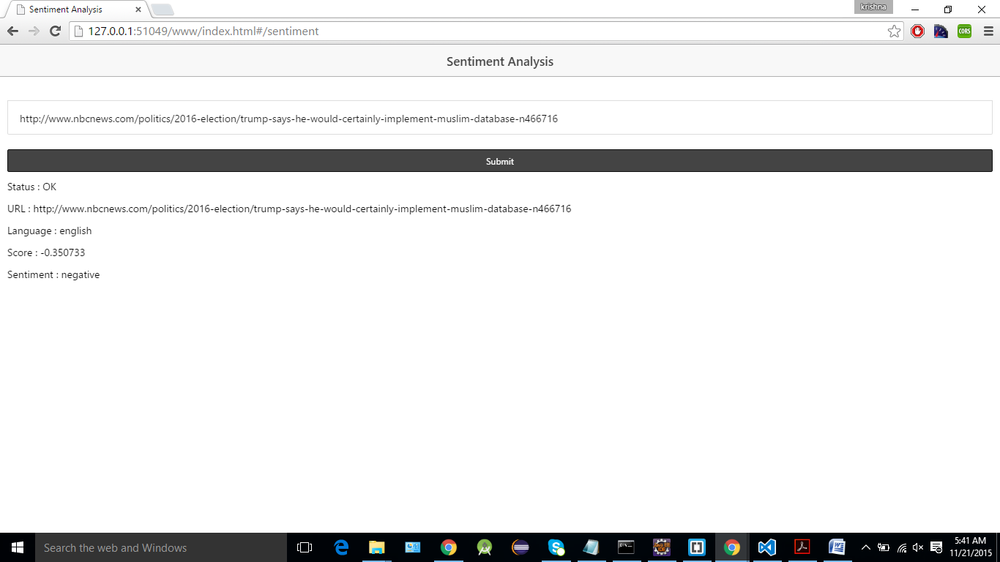 Sentiment Analysis
krishna
127.0.0.1:51049/www/index.html#/sentiment
CORS
Sentiment Analysis
http://www.nbcnews.com/politics/2016-election/trump-says-he-would-certainly-implement-muslim-database-n466716
Submit
Status : OK
URL : http://www.nbcnews.com/politics/2016-election/trump-says-he-would-certainly-implement-muslim-database-n466716
Language : english
Score : -0.350733
Sentiment : negative
Search the web and Windows
5:41 AM
11/21/2015